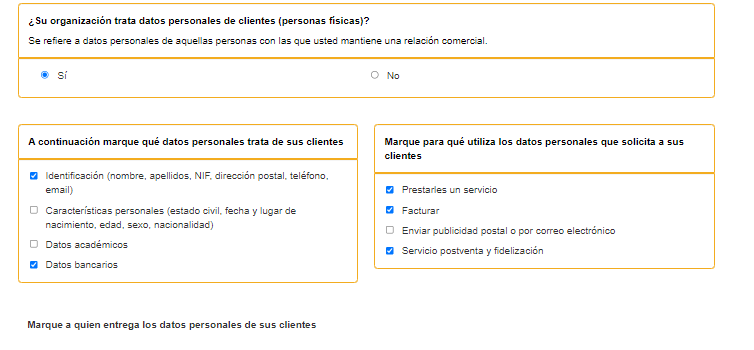 ¿Su organización trata datos personales de clientes (personas físicas)?
Se refiere a datos personales de aquellas personas con las que usted mantiene una relación comercial.
Sí
No
A continuación marque qué datos personales trata de sus clientes
Identificación (nombre, apellidos, NIF, dirección postal, teléfono,
email)
Características personales (estado civil, fecha y lugar de
nacimiento, edad, sexo, nacionalidad)
Datos académicos
Datos bancarios
Marque para qué utiliza los datos personales que solicita a sus
clientes
Prestarles un servicio
Facturar
Enviar publicidad postal o por correo electrónico
Servicio postventa y fidelización
Marque a quien entrega los datos personales de sus clientes